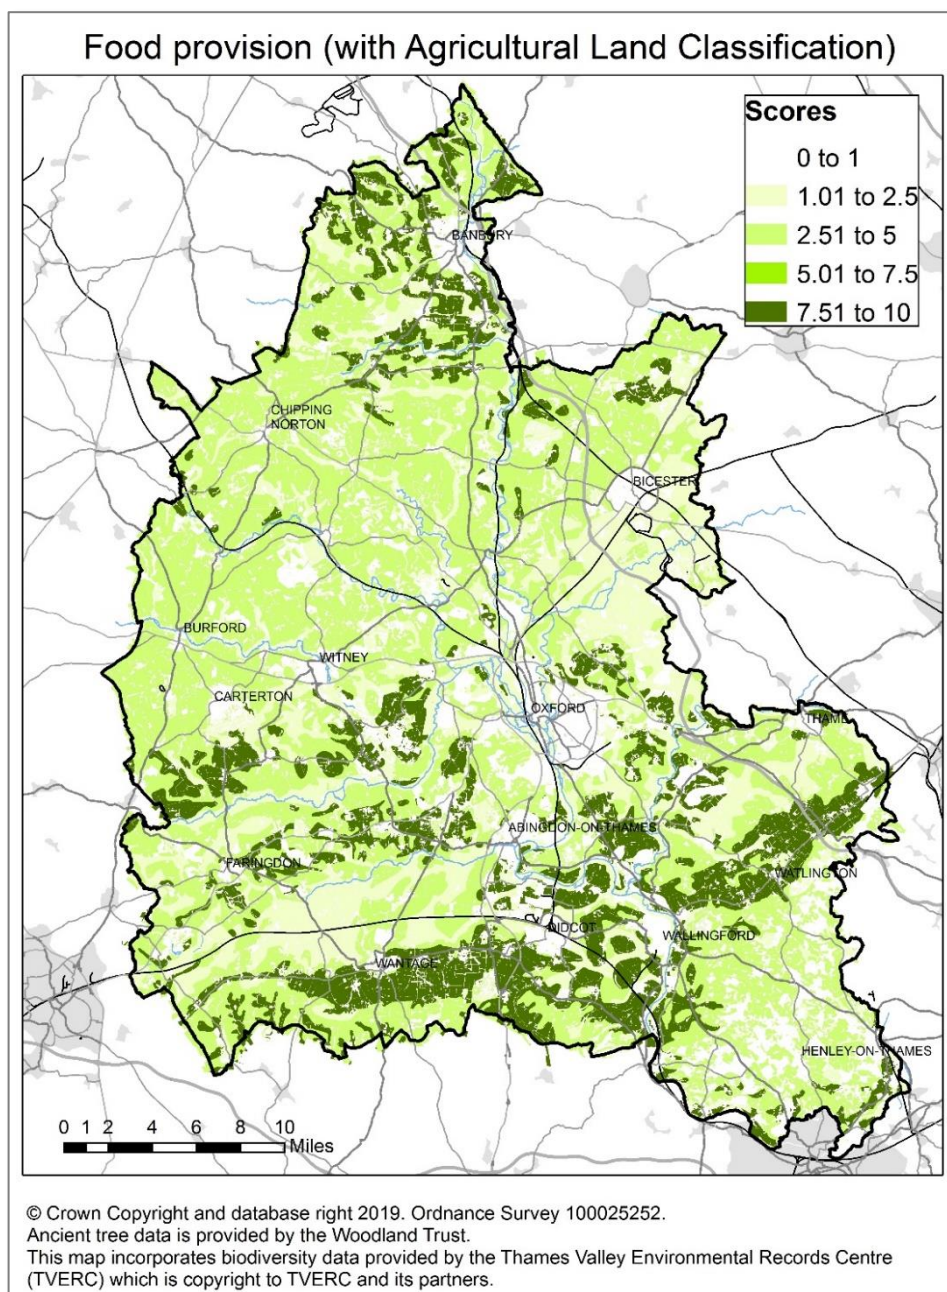 Food provision (with Agricultural Land Classification)
Scores
0 to 1
1.01 to 2.5
2.51 to 5
5.01 to 7.5
7.51 to 10
BANBURY
CHIPPING
NORTON
BICESTER
BURFORD
WITNEY
CARTERTON
OXFORD
THAME
ABINGDON-ON-THAMES
FARINGDON
WATLINGTON
DIDCOT
WALLINGFORD
WANTAGE
HENLEY-ON-THAMES
0 1 2 4 6 8 10
Miles
© Crown Copyright and database right 2019. Ordnance Survey 100025252.
Ancient tree data is provided by the Woodland Trust.
This map incorporates biodiversity data provided by the Thames Valley Environmental Records Centre
(TVERC) which is copyright to TVERC and its partners.